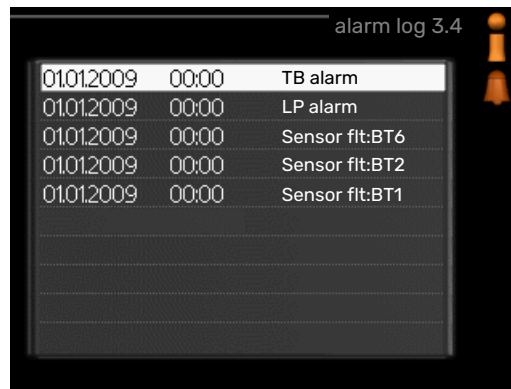 alarm log 3.4
01.01.2009 00:00 TB alarm
01.01.2009 00:00 LP alarm
01.01.2009 00:00 Sensor flt:BT6
01.01.2009 00:00 Sensor flt:BT2
01.01.2009 00:00 Sensor flt:BT1